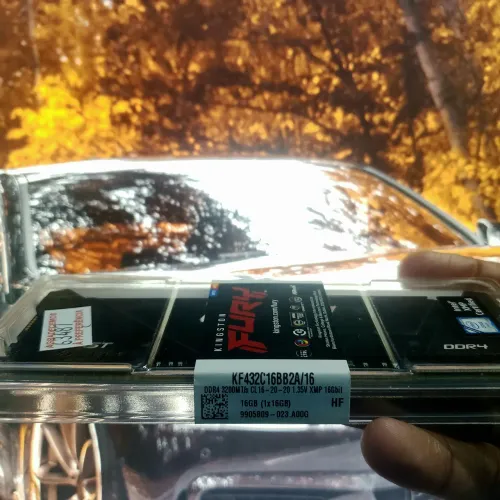 KINGSTON
FURY
kingston.com/fury
DDR4
KF432C16BB2A/16
DDR4 3200MT/s CL16-20-20 1.35V XMP 16Gbit
16GB (1x16GB)
HF
9905809-023.A00G